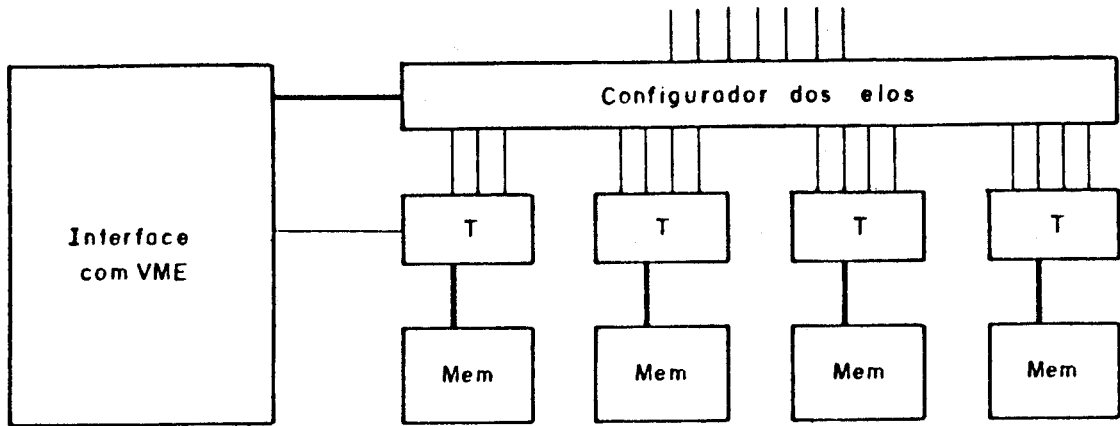 Configurador dos elos
Interface
com VME
T
T
T
T
Mem
Mem
Mem
Mem